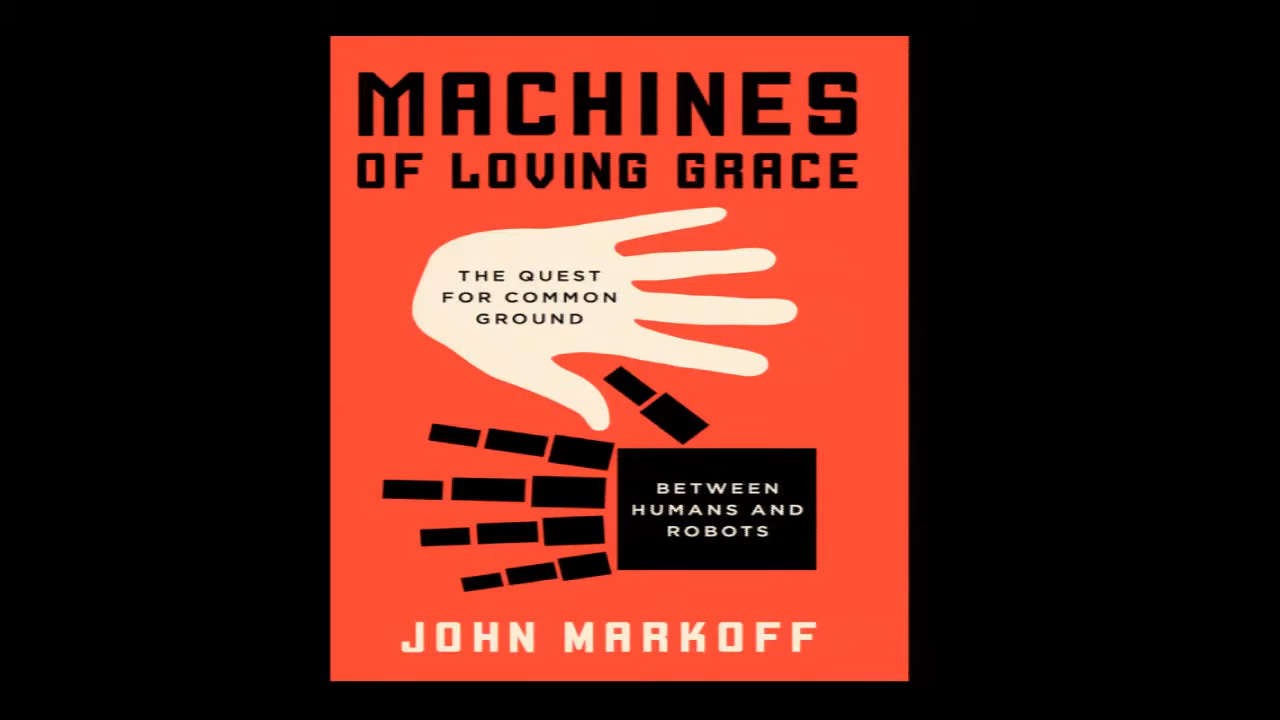 MACHINES
OF LOVING GRACE
THE QUEST
FOR COMMON
GROUND
BETWEEN
HUMANS AND
ROBOTS
JOHN MARKOFF